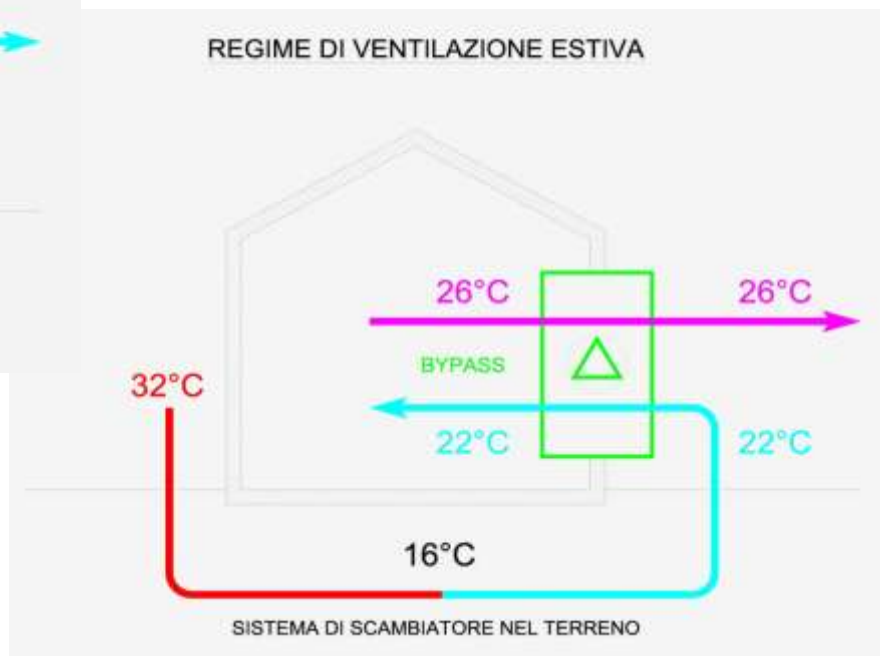 REGIME DI VENTILAZIONE ESTIVA
26°C 26°C
BYPASS
32°C
22°C 22°C
16°C
SISTEMA DI SCAMBIATORE NEL TERRENO